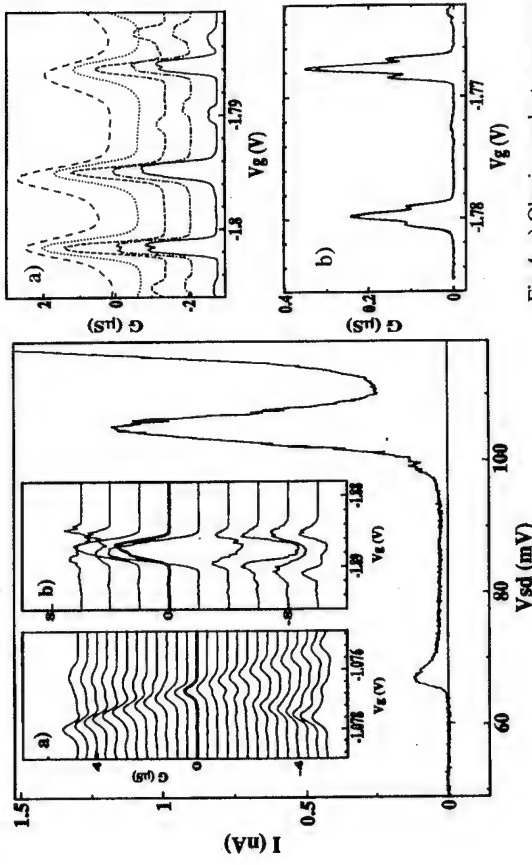 1.5
1
0.5
0
I (nA)
60
80
100
Vsd (mV)
a)
G (μS)
4
0
-4
-1.078
-1.076
Vg (V)
b)
8
0
-8
-1.89
-1.88
Vg (V)
a)
G (μS)
2
0
-2
-1.8
-1.79
Vg (V)
b)
G (μS)
0.4
0.2
0
-1.78
-1.77
Vg (V)
Fig. 4. a)